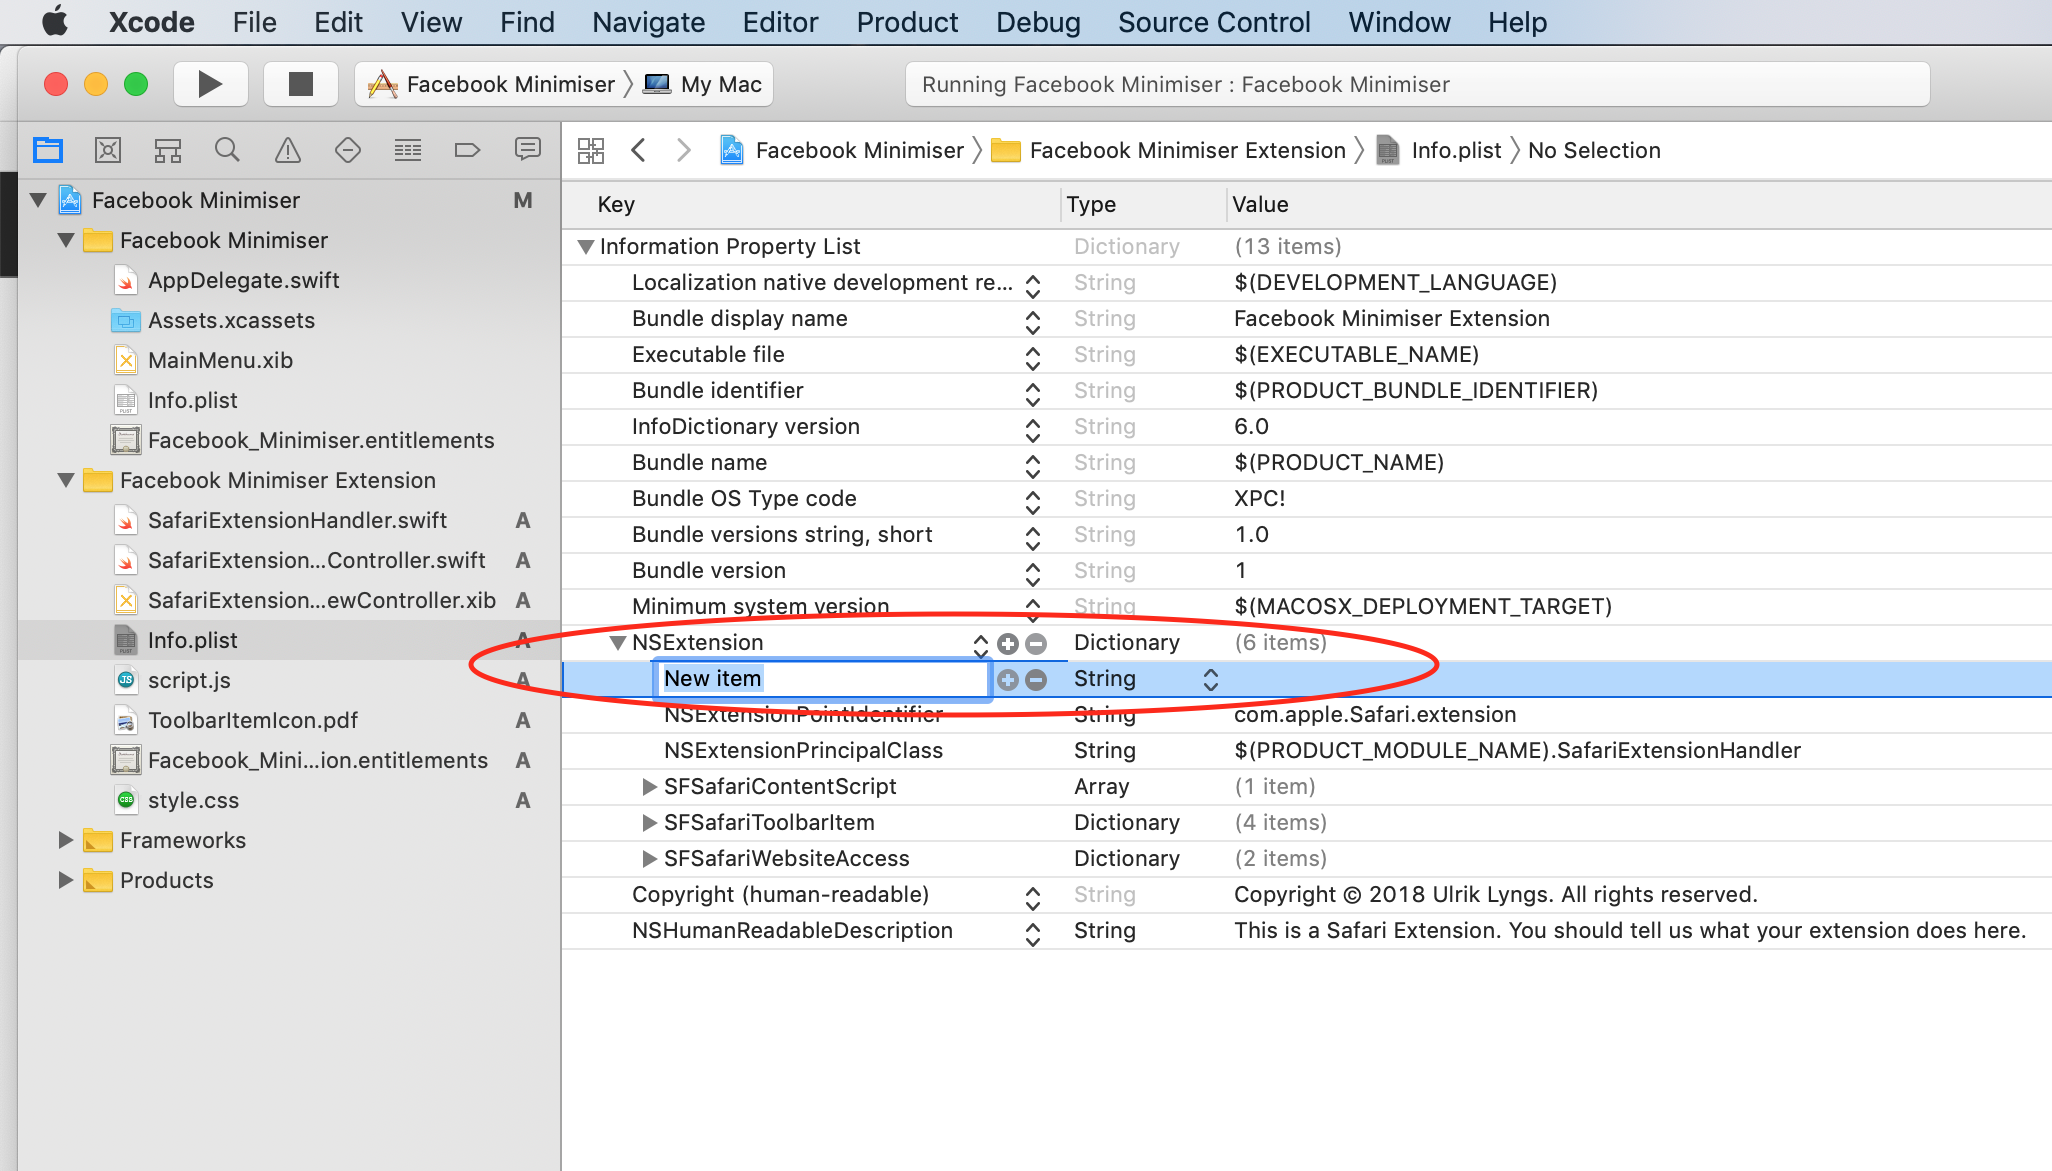 Xcode File Edit View Find Navigate Editor Product Debug Source Control Window Help
Facebook Minimiser My Mac Running Facebook Minimiser : Facebook Minimiser
Facebook Minimiser Facebook Minimiser Extension Info.plist No Selection
Facebook Minimiser M
Facebook Minimiser
AppDelegate.swift
Assets.xcassets
MainMenu.xib
Info.plist
Facebook_Minimiser.entitlements
Facebook Minimiser Extension
SafariExtensionHandler.swift A
SafariExtension...Controller.swift A
SafariExtension...ewController.xib A
Info.plist A
script.js A
ToolbarItemIcon.pdf A
Facebook_Mini...ion.entitlements A
style.css A
Frameworks
Products
Key Type Value
Information Property List Dictionary (13 items)
Localization native development re... String $(DEVELOPMENT_LANGUAGE)
Bundle display name String Facebook Minimiser Extension
Executable file String $(EXECUTABLE_NAME)
Bundle identifier String $(PRODUCT_BUNDLE_IDENTIFIER)
InfoDictionary version String 6.0
Bundle name String $(PRODUCT_NAME)
Bundle OS Type code String XPC!
Bundle versions string, short String 1.0
Bundle version String 1
Minimum system version String $(MACOSX_DEPLOYMENT_TARGET)
NSExtension Dictionary (6 items)
New item String
NSExtensionPointIdentifier String com.apple.Safari.extension
NSExtensionPrincipalClass String $(PRODUCT_MODULE_NAME).SafariExtensionHandler
SFSafariContentScript Array (1 item)
SFSafariToolbarItem Dictionary (4 items)
SFSafariWebsiteAccess Dictionary (2 items)
Copyright (human-readable) String Copyright © 2018 Ulrik Lyngs. All rights reserved.
NSHumanReadableDescription String This is a Safari Extension. You should tell us what your extension does here.